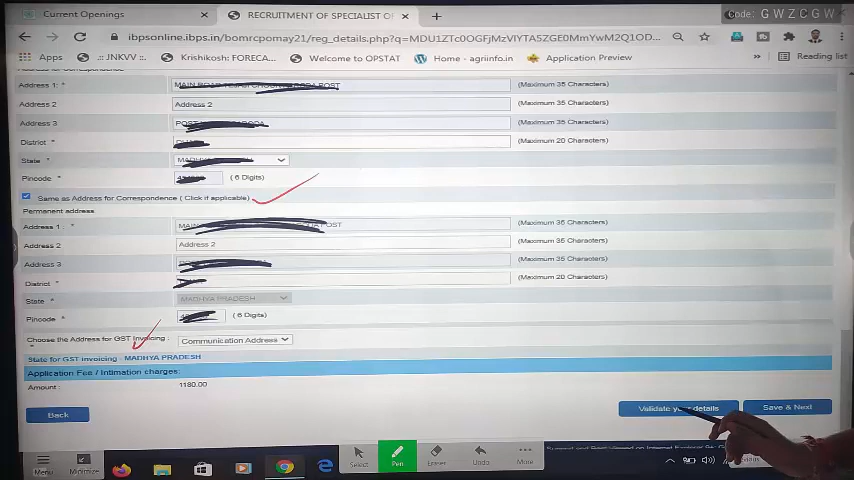 Current Openings × RECRUITMENT OF SPECIALIST O × + Code: G W Z C G W
ibpsonline.ibps.in/bomrcpomay21/reg_details.php?q=
Apps .:: JNKVV ::. Krishikosh: FORECA... Welcome to OPSTAT Home - agriinfo.in Application Preview » Reading list
Address 1: * POST (Maximum 35 Characters)
Address 2 Address 2 (Maximum 35 Characters)
Address 3 (Maximum 35 Characters)
District * (Maximum 20 Characters)
State *
Pincode * ( 6 Digits)
Same as Address for Correspondence ( Click if applicable)
Permanent address
Address 1 : * POST (Maximum 35 Characters)
Address 2 Address 2 (Maximum 35 Characters)
Address 3 (Maximum 35 Characters)
District * (Maximum 20 Characters)
State * MADHYA PRADESH
Pincode * ( 6 Digits)
Choose the Address for GST Invoicing : * Communication Address
State for GST invoicing - MADHYA PRADESH
Application Fee / Intimation charges:
Amount : 1180.00
Back Validate your details Save & Next
Menu Minimize Select Pen Eraser Undo More